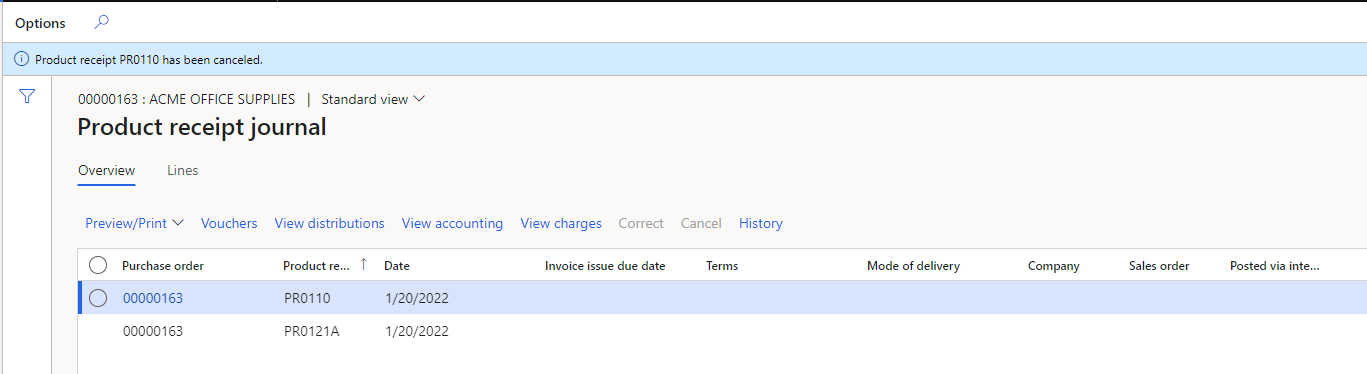 Options
Product receipt PR0110 has been canceled.
00000163 : ACME OFFICE SUPPLIES | Standard view
Product receipt journal
Overview Lines
Preview/Print Vouchers View distributions View accounting View charges Correct Cancel History
Purchase order Product re... Date Invoice issue due date Terms Mode of delivery Company Sales order Posted via inte...
00000163 PR0110 1/20/2022
00000163 PR0121A 1/20/2022